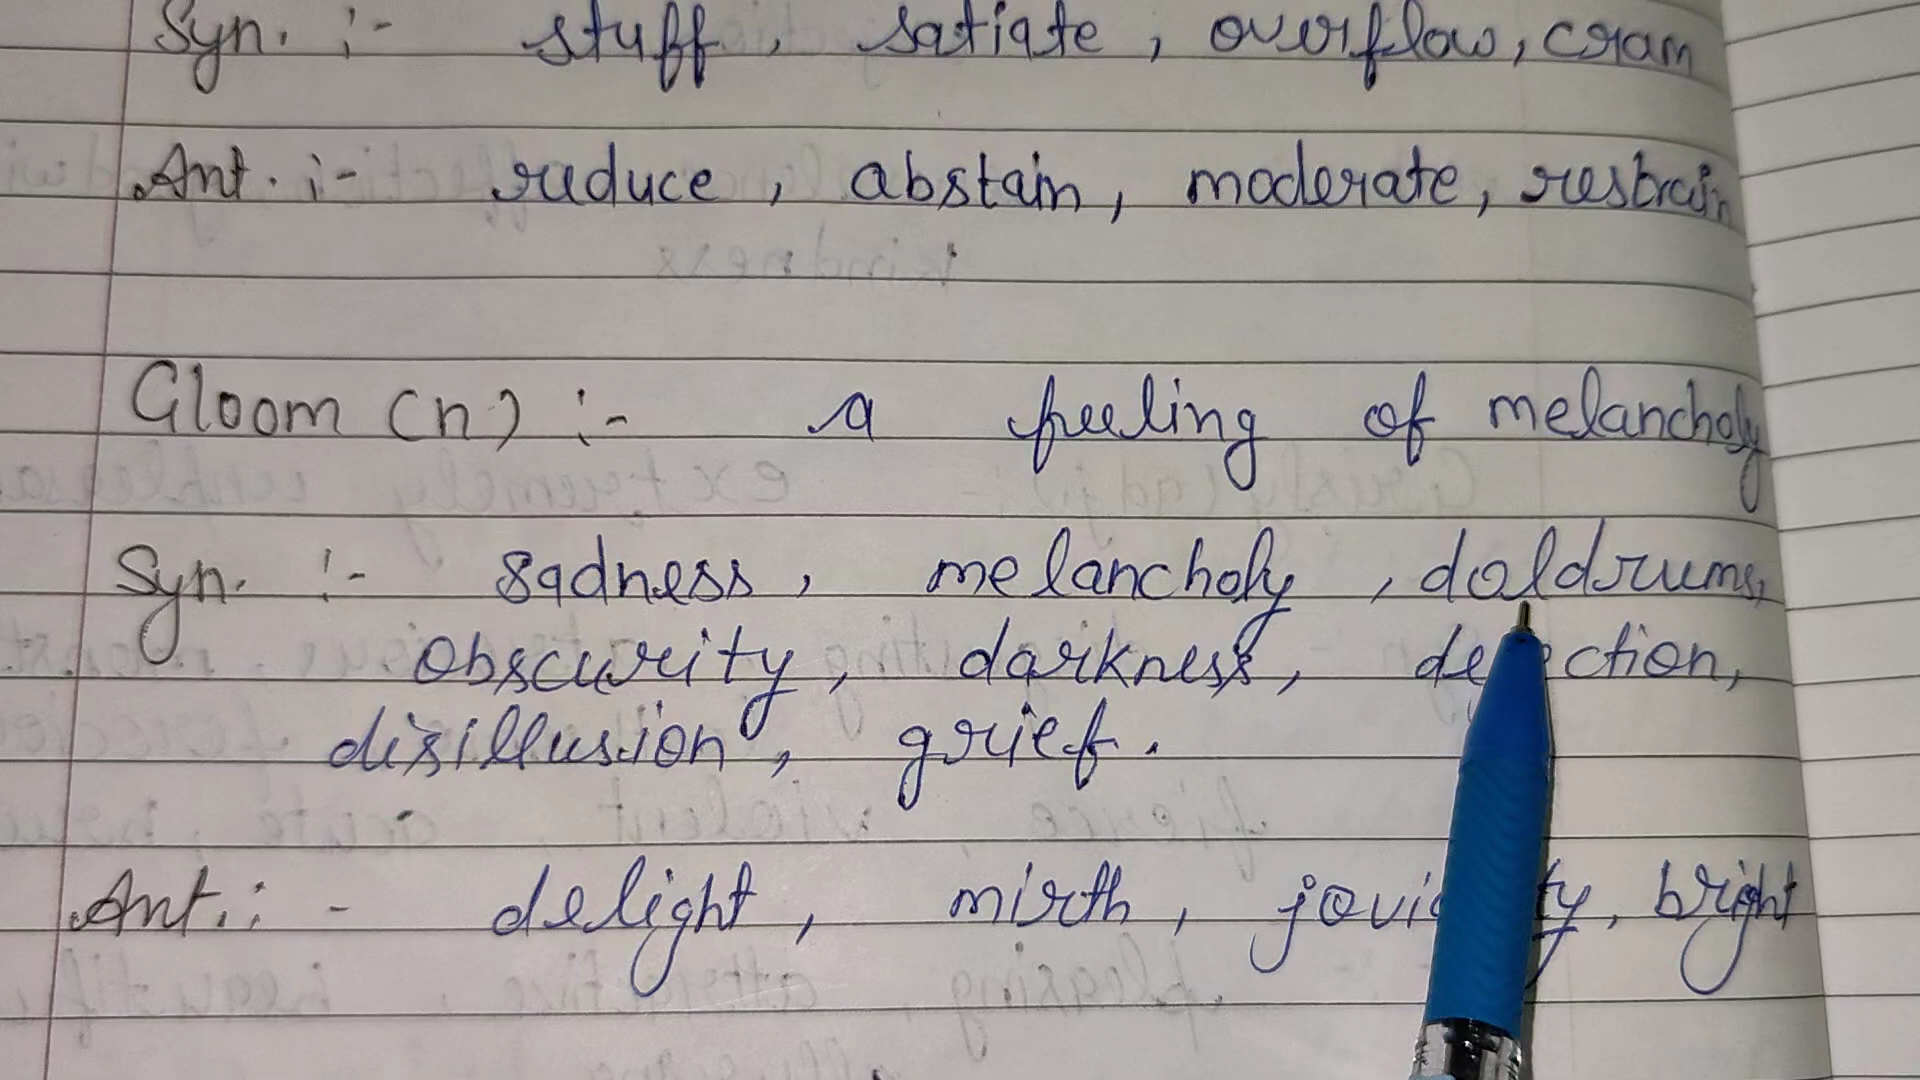 Syn. :- stuff, satiate, overflow, cram
Ant. :- reduce, abstain, moderate, restrain
Gloom (n) :- a feeling of melancholy
Syn. :- sadness, melancholy, doldrums,
obscurity, darkness,
disillusion, grief.
Ant. :- delight, mirth, bright